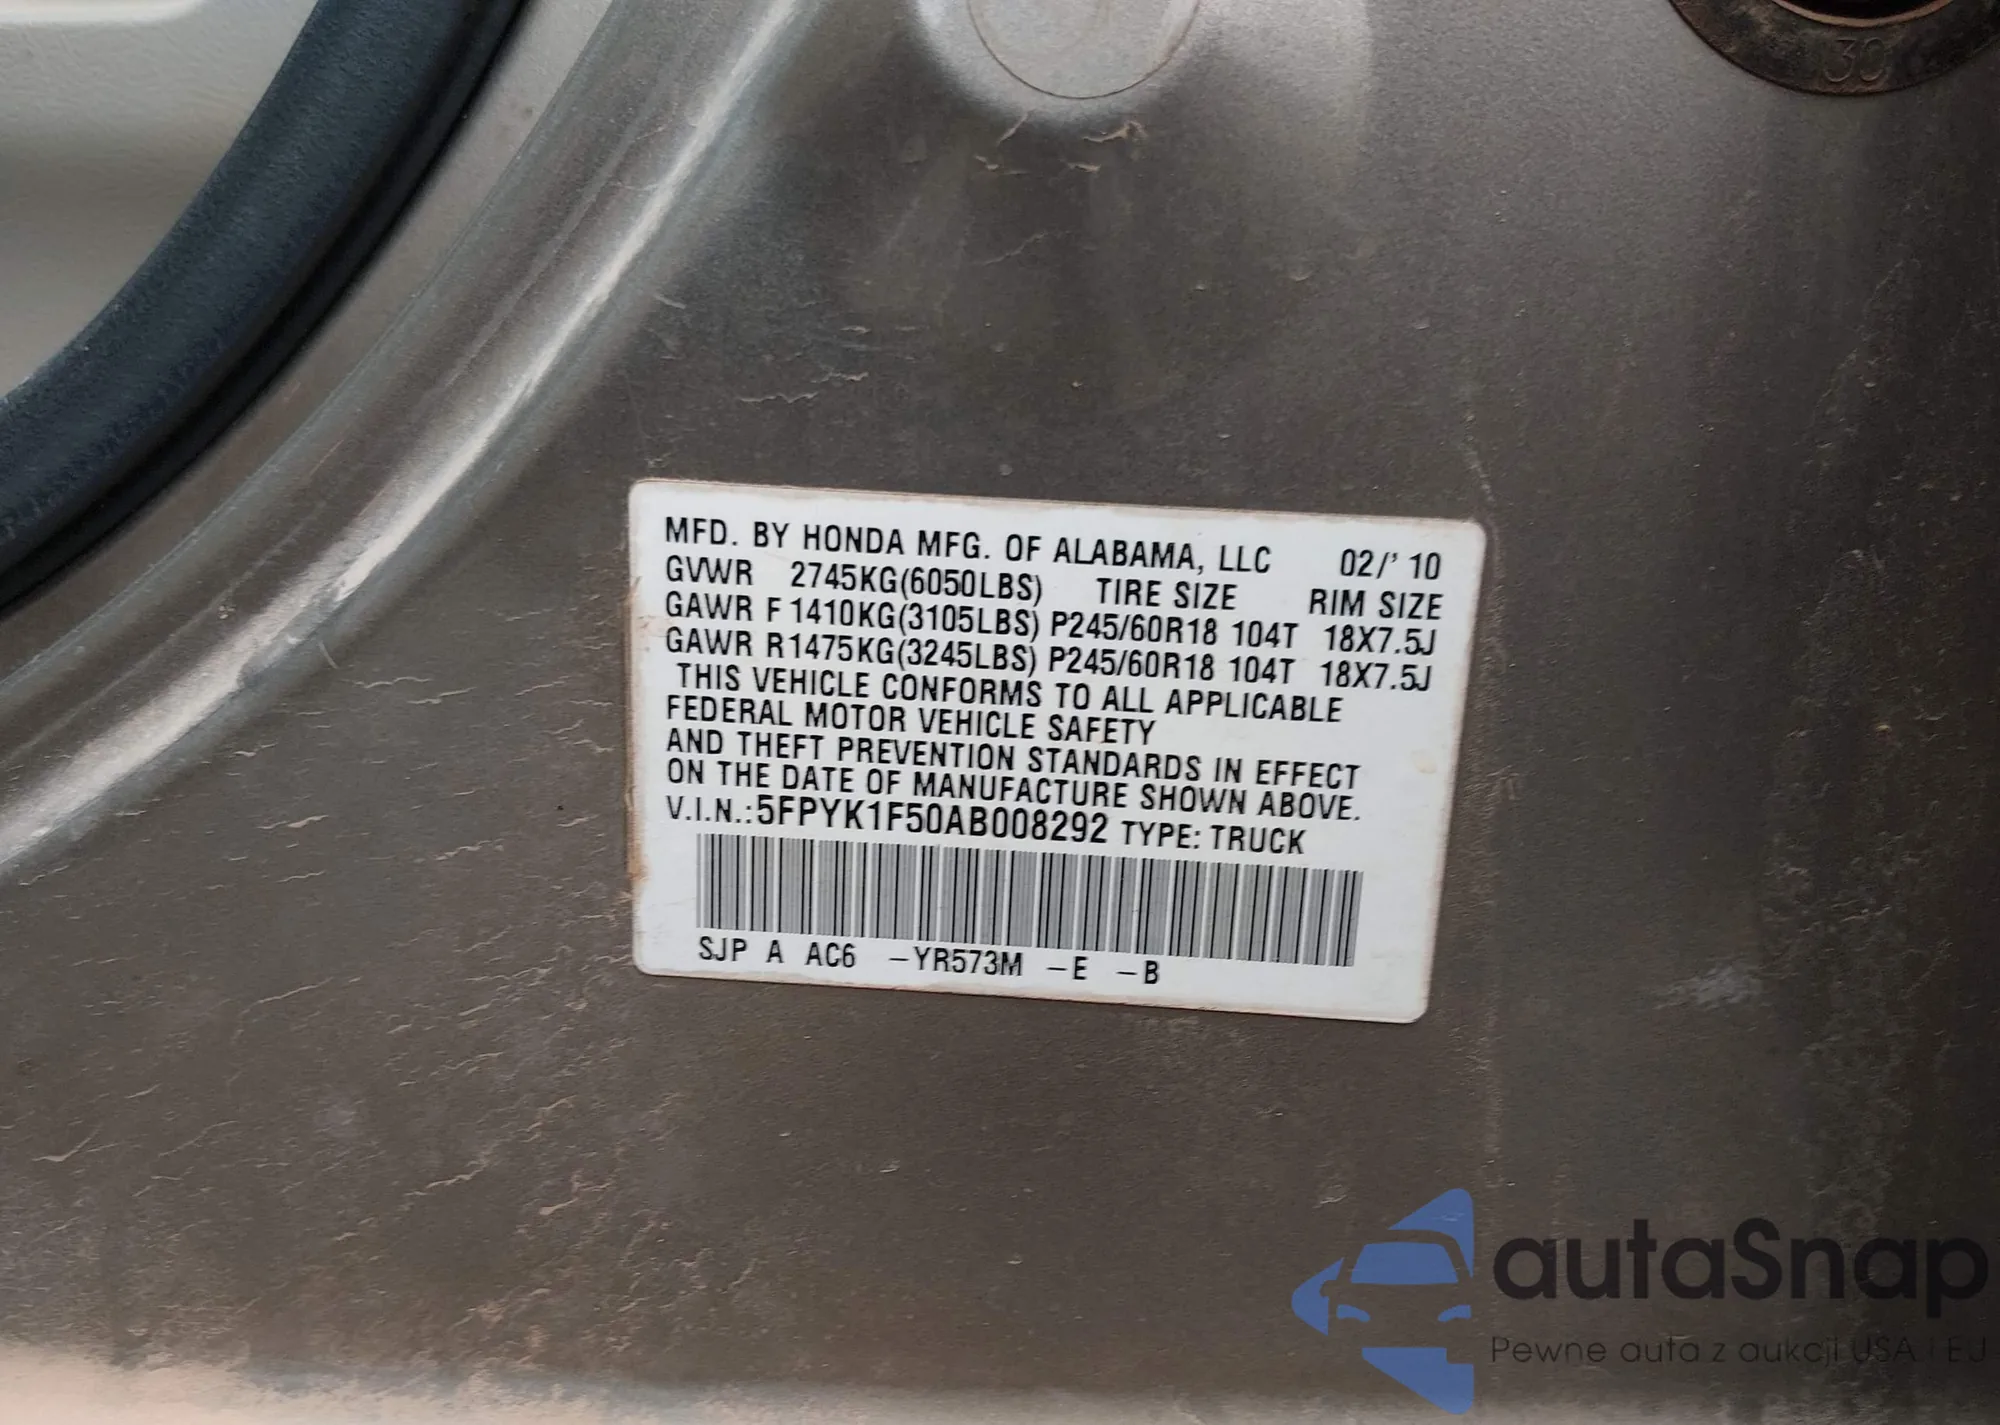 30
MFD. BY HONDA MFG. OF ALABAMA, LLC 02/' 10
GVWR 2745KG(6050LBS) TIRE SIZE RIM SIZE
GAWR F 1410KG(3105LBS) P245/60R18 104T 18X7.5J
GAWR R1475KG(3245LBS) P245/60R18 104T 18X7.5J
THIS VEHICLE CONFORMS TO ALL APPLICABLE
FEDERAL MOTOR VEHICLE SAFETY
AND THEFT PREVENTION STANDARDS IN EFFECT
ON THE DATE OF MANUFACTURE SHOWN ABOVE.
V.I.N.:5FPYK1F50AB008292 TYPE: TRUCK
SJP A AC6 -YR573M -E -B
autaSnap
Pewne auta z aukcji USA i EU